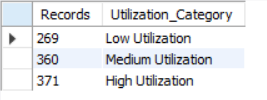 Records Utilization_Category
269 Low Utilization
360 Medium Utilization
371 High Utilization